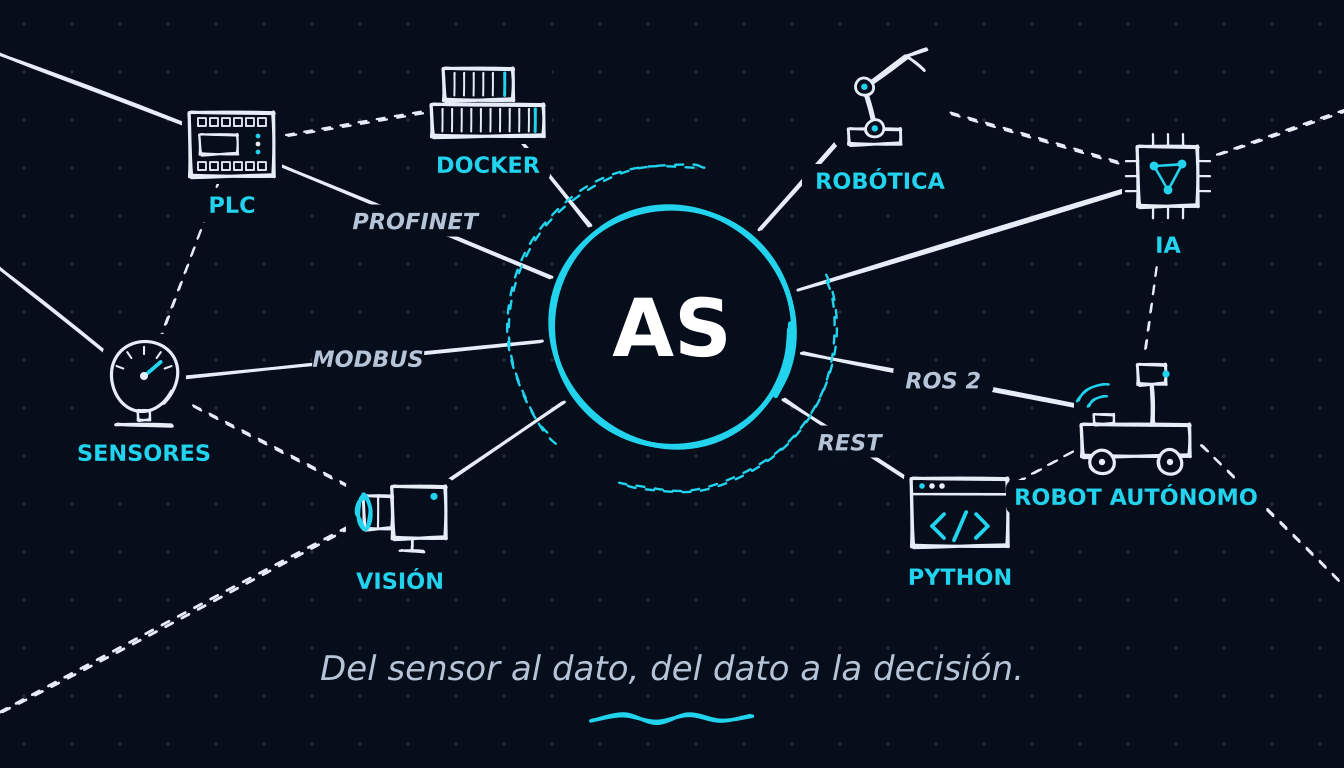 DOCKER
ROBÓTICA
PLC
PROFINET
IA
AS
MODBUS
ROS 2
SENSORES
REST
ROBOT AUTÓNOMO
VISIÓN
</>
PYTHON
Del sensor al dato, del dato a la decisión.